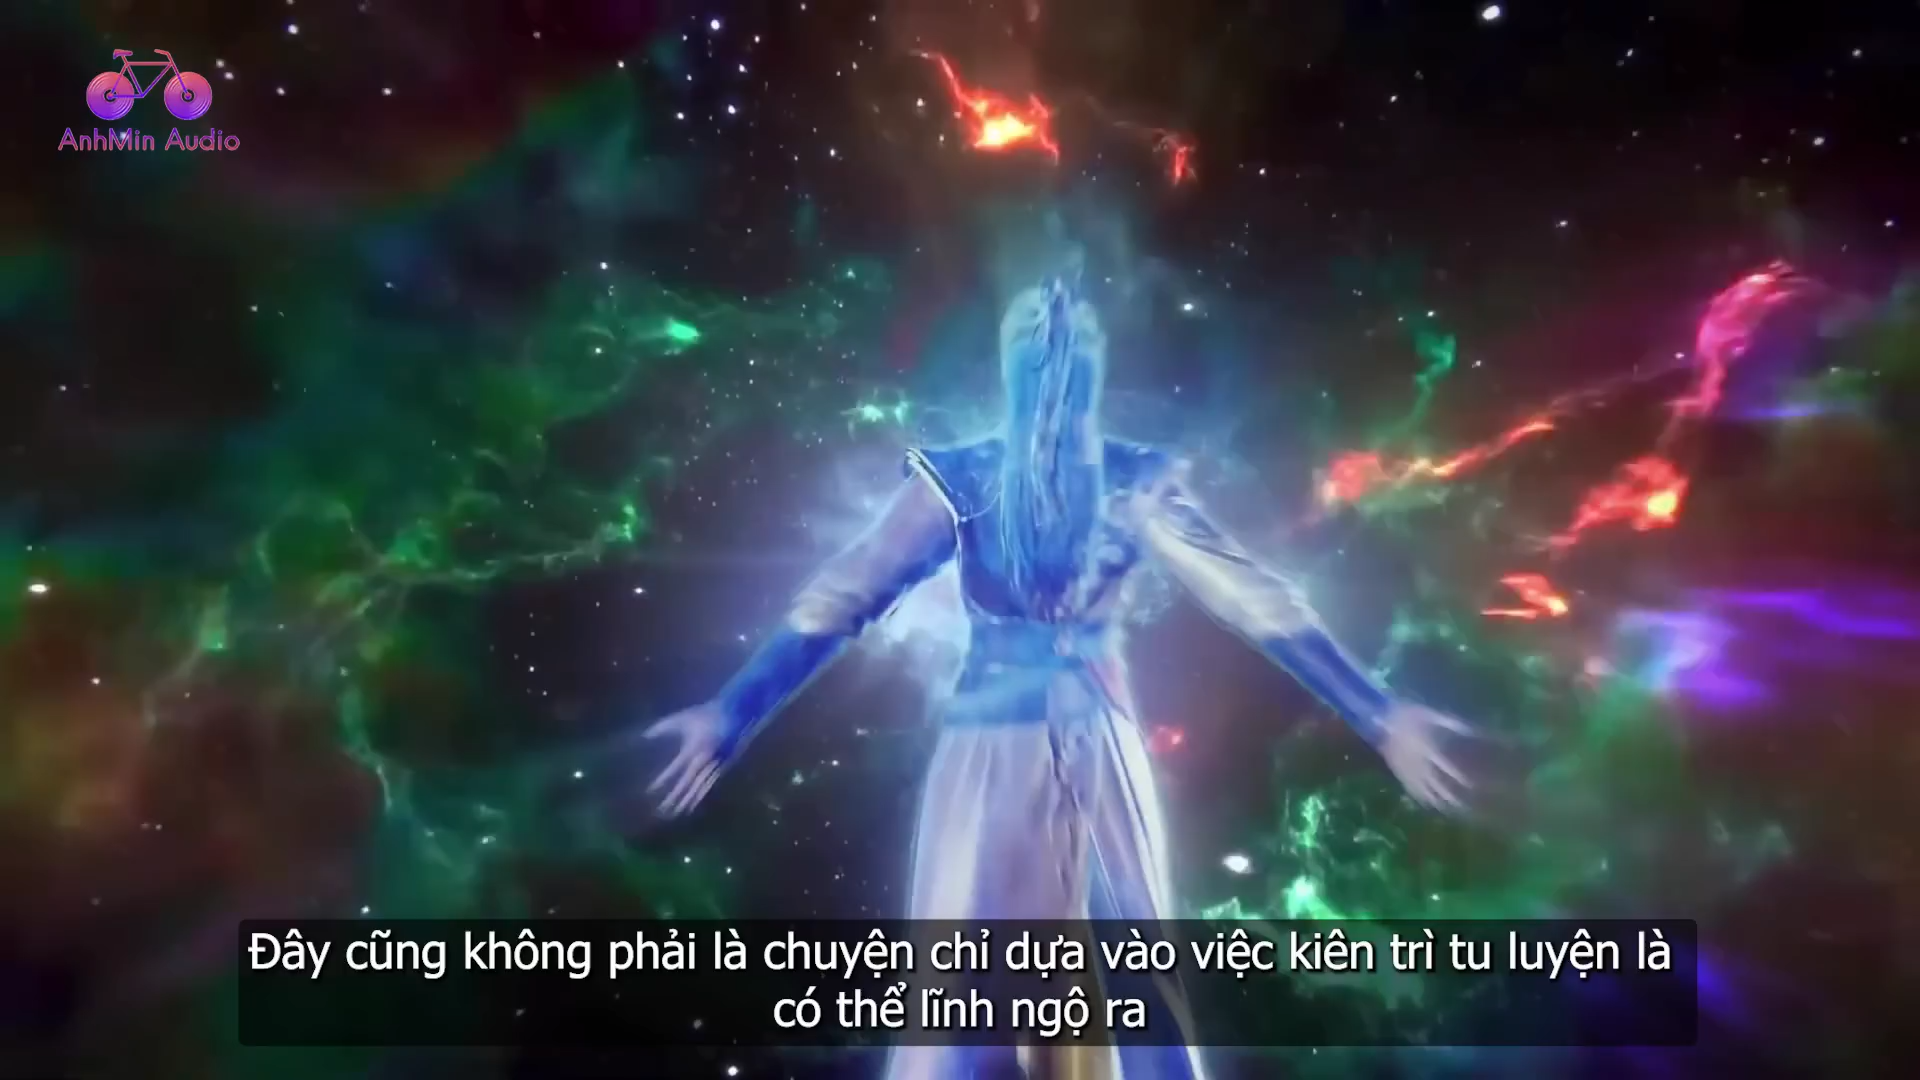 AnhMin Audio
Đây cũng không phải là chuyện chỉ dựa vào việc kiên trì tu luyện là
có thể lĩnh ngộ ra